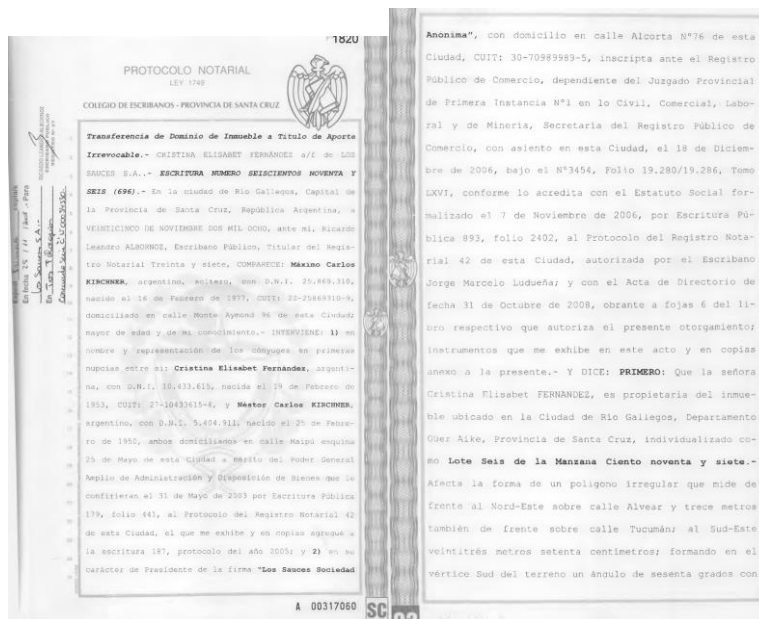 1820
PROTOCOLO NOTARIAL
LEY 1749
COLEGIO DE ESCRIBANOS - PROVINCIA DE SANTA CRUZ
Transferencia de Dominio de Inmueble a Título de Aporte
Irrevocable.- CRISTINA ELISABET FERNÁNDEZ a/f de LOS
SAUCES S.A..- ESCRITURA NUMERO SEISCIENTOS NOVENTA Y
SEIS (696).- En la ciudad de Río Gallegos, Capital de
la Provincia de Santa Cruz, República Argentina, a
VEINTICINCO DE NOVIEMBRE DOS MIL OCHO, ante mí, Ricardo
Leandro ALBORNOZ, Escribano Público, Titular del Regis-
tro Notarial Treinta y siete, COMPARECE: Máximo Carlos
KIRCHNER, argentino, soltero, con D.N.I. 25.869.310,
nacido el 16 de Febrero de 1977, CUIT: 20-25869310-9,
domiciliado en calle Monte Aymond 96 de esta Ciudad;
mayor de edad y de mi conocimiento.- INTERVIENE: 1) en
nombre y representación de los cónyuges en primeras
nupcias entre sí: Cristina Elisabet Fernández, argenti-
na, con D.N.I. 10.433.615, nacida el 19 de Febrero de
1953, CUIT: 27-10433615-4, y Néstor Carlos KIRCHNER,
argentino, con D.N.I. 5.404.911, nacido el 25 de Febre-
ro de 1950, ambos domiciliados en calle Maipú esquina
25 de Mayo de esta Ciudad a mérito del Poder General
Amplio de Administración y Disposición de Bienes que le
confirieran el 31 de Mayo de 2003 por Escritura Pública
179, folio 441, al Protocolo del Registro Notarial 42
de esta Ciudad, el que me exhibe y en copias agregue a
la escritura 187, protocolo del año 2005; y 2) en su
carácter de Presidente de la firma "Los Sauces Sociedad
A 00317060
SC
Anónima", con domicilio en calle Alcorta N°76 de esta
Ciudad, CUIT: 30-70989989-5, inscripta ante el Registro
Público de Comercio, dependiente del Juzgado Provincial
de Primera Instancia N°1 en lo Civil, Comercial, Labo-
ral y de Minería, Secretaría del Registro Público de
Comercio, con asiento en esta Ciudad, el 18 de Diciem-
bre de 2006, bajo el N°3454, Folio 19.280/19.286, Tomo
LXVI, conforme lo acredita con el Estatuto Social for-
malizado el 7 de Noviembre de 2006, por Escritura Pú-
blica 893, folio 2402, al Protocolo del Registro Nota-
rial 42 de esta Ciudad, autorizada por el Escribano
Jorge Marcelo Ludueña; y con el Acta de Directorio de
fecha 31 de Octubre de 2008, obrante a fojas 6 del li-
bro respectivo que autoriza el presente otorgamiento;
instrumentos que me exhibe en este acto y en copias
anexo a la presente.- Y DICE: PRIMERO: Que la señora
Cristina Elisabet FERNANDEZ, es propietaria del inmue-
ble ubicado en la Ciudad de Río Gallegos, Departamento
Güer Aike, Provincia de Santa Cruz, individualizado co-
mo Lote Seis de la Manzana Ciento noventa y siete.-
Afecta la forma de un polígono irregular que mide de
frente al Nord-Este sobre calle Alvear y trece metros
también de frente sobre calle Tucumán; al Sud-Este
veintitrés metros setenta centímetros; formando en el
vértice Sud del terreno un ángulo de sesenta grados con